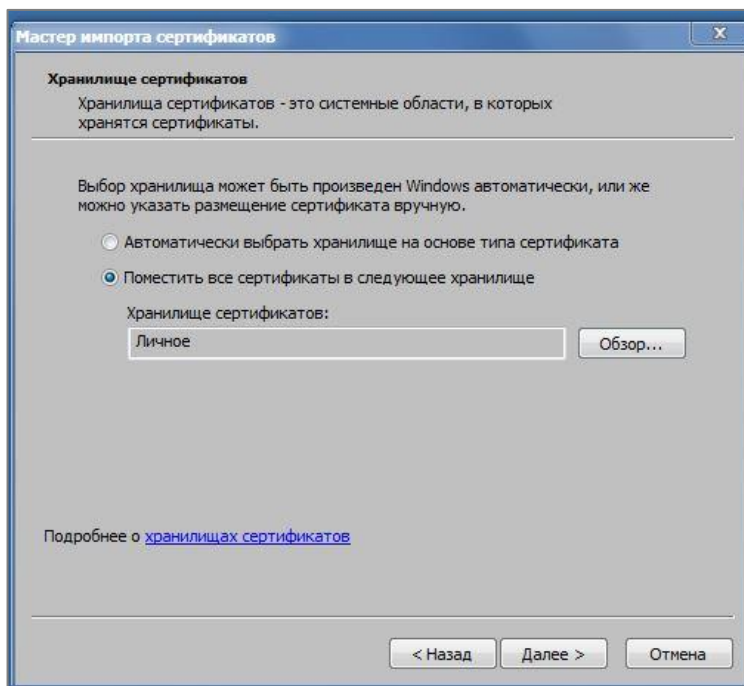 Мастер импорта сертификатов
Хранилище сертификатов
Хранилища сертификатов - это системные области, в которых
хранятся сертификаты.
Выбор хранилища может быть произведен Windows автоматически, или же
можно указать размещение сертификата вручную.
Автоматически выбрать хранилище на основе типа сертификата
Поместить все сертификаты в следующее хранилище
Хранилище сертификатов:
Личное
Обзор...
Подробнее о хранилищах сертификатов
< Назад
Далее >
Отмена